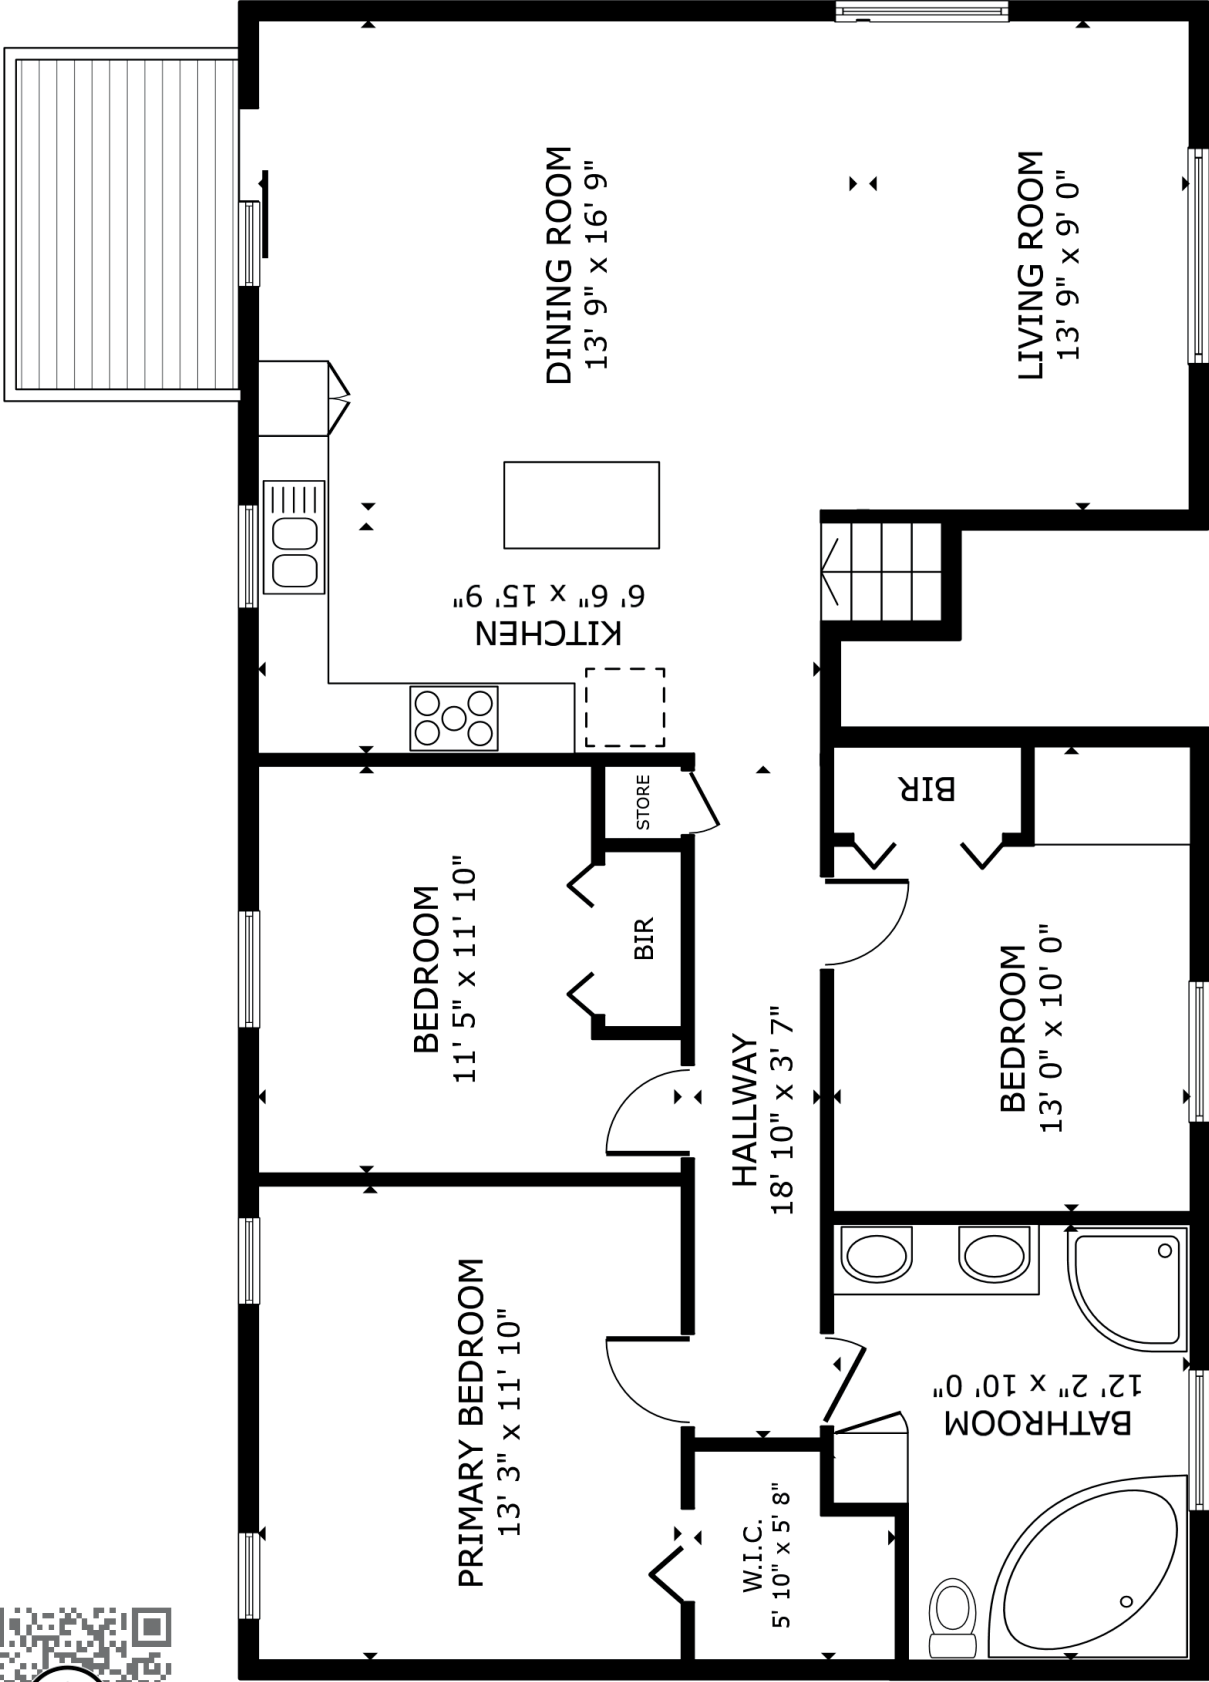 DINING ROOM
13' 9" x 16' 9"
LIVING ROOM
13' 9" x 9' 0"
KITCHEN
6' 6" x 15' 9"
STORE
BIR
BEDROOM
11' 5" x 11' 10"
BIR
HALLWAY
18' 10" x 3' 7"
BEDROOM
13' 0" x 10' 0"
PRIMARY BEDROOM
13' 3" x 11' 10"
BATHROOM
12' 2" x 10' 0"
W.I.C.
5' 10" x 5' 8"